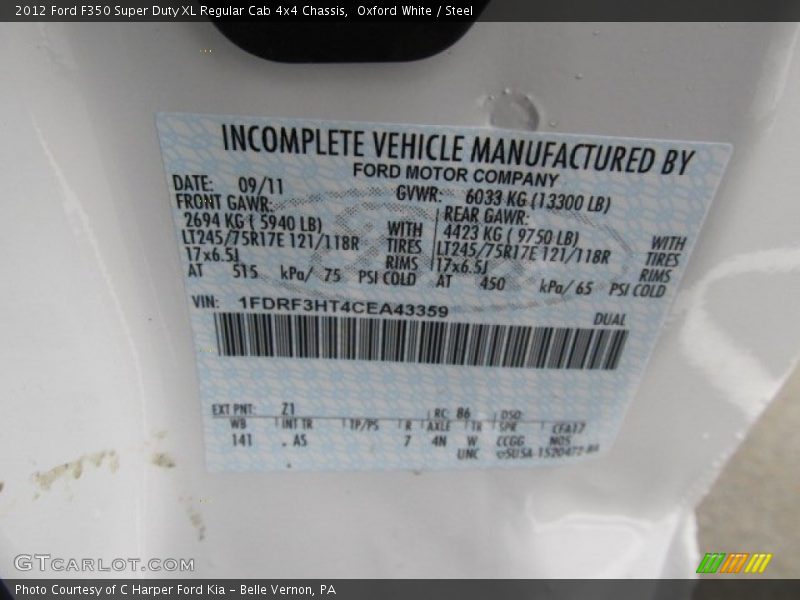 2012 Ford F350 Super Duty XL Regular Cab 4x4 Chassis, Oxford White / Steel
INCOMPLETE VEHICLE MANUFACTURED BY
FORD MOTOR COMPANY
DATE: 09/11 GVWR: 6033 KG (13300 LB)
FRONT GAWR: REAR GAWR:
2694 KG ( 5940 LB) WITH 4423 KG ( 9750 LB) WITH
LT245/75R17E 121/118R TIRES LT245/75R17E 121/118R TIRES
17x6.5J RIMS 17x6.5J RIMS
AT 515 kPa/ 75 PSI COLD AT 450 kPa/ 65 PSI COLD
VIN: 1FDRF3HT4CEA43359 DUAL
EXT PNT: Z1 RC: 86 DSO:
WB INT TR TP/PS R AXLE TR SPR CFA17
141 . AS 7 4N W CCGG NOS
UNC
GTCARLOT.COM
Photo Courtesy of C Harper Ford Kia - Belle Vernon, PA